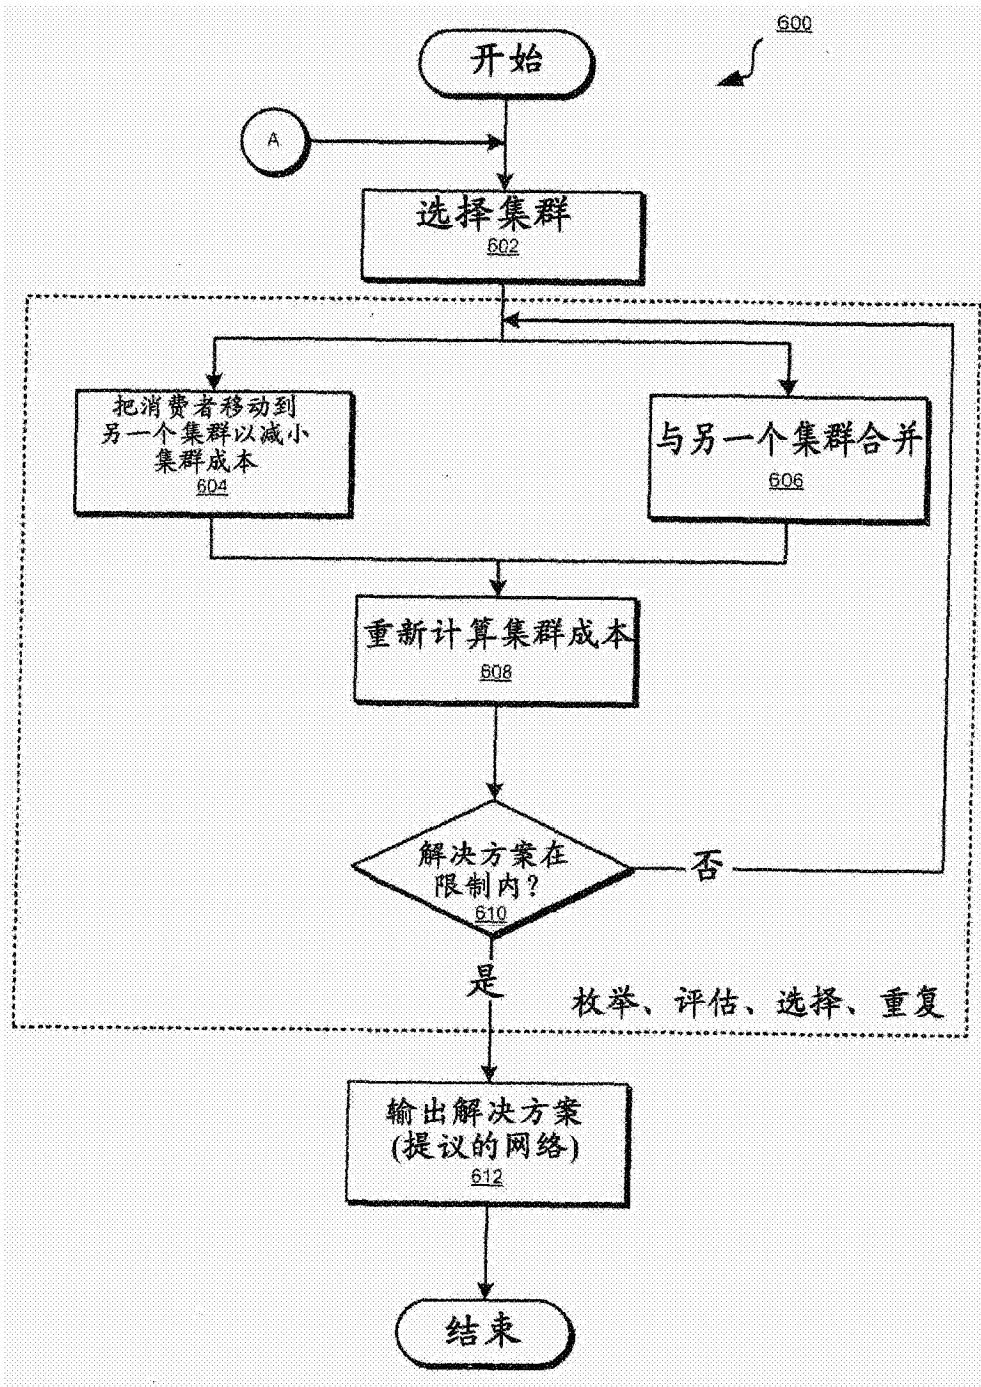 600
开始
A
选择集群
602
把消费者移动到
另一个集群以减小
集群成本
604
与另一个集群合并
606
重新计算集群成本
608
解决方案在
限制内？
610
否
是
枚举、评估、选择、重复
输出解决方案
(提议的网络)
612
结束